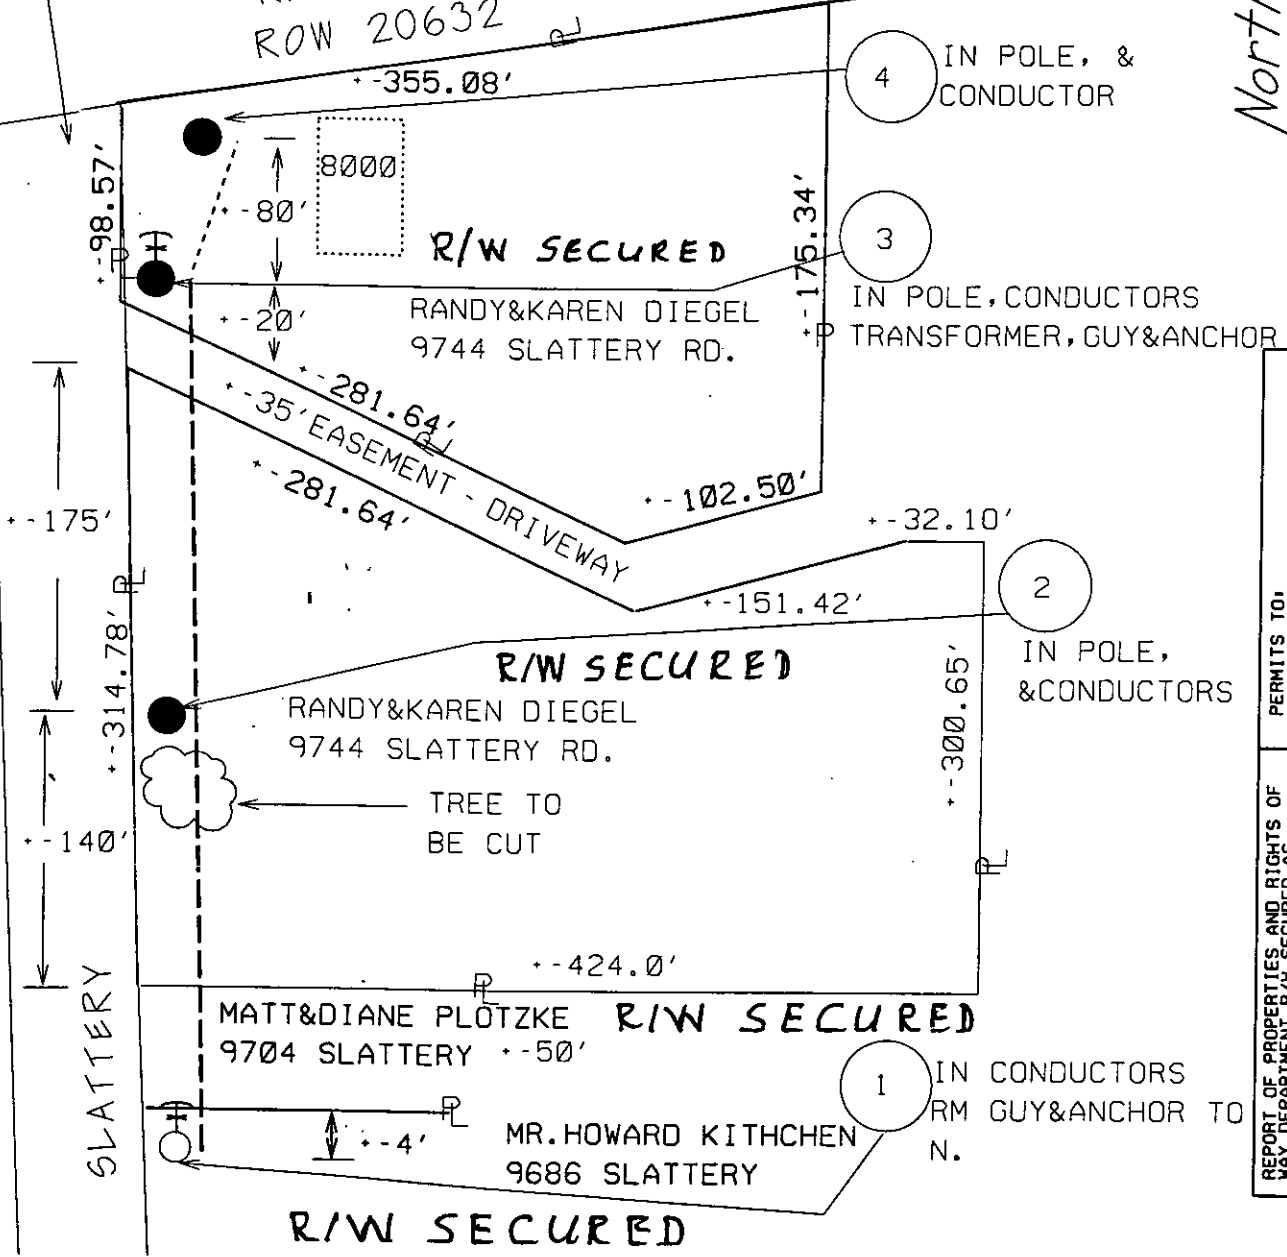 ROW 20632
North
+-355.08'
4
IN POLE, &
CONDUCTOR
8000
+-98.57'
+-80'
+-175.34'
R/W SECURED
3
IN POLE,CONDUCTORS
TRANSFORMER,GUY&ANCHOR
RANDY&KAREN DIEGEL
9744 SLATTERY RD.
+-20'
+-281.64'
+-35'EASEMENT - DRIVEWAY
+-281.64'
+-102.50'
+-32.10'
+-175'
2
IN POLE,
&CONDUCTORS
+-151.42'
R/W SECURED
+-314.78'
+-300.65'
RANDY&KAREN DIEGEL
9744 SLATTERY RD.
TREE TO
BE CUT
+-140'
+-424.0'
MATT&DIANE PLOTZKE
9704 SLATTERY +-50'
R/W SECURED
SLATTERY
1
IN CONDUCTORS
RM GUY&ANCHOR TO
N.
+-4'
MR.HOWARD KITHCHEN
9686 SLATTERY
R/W SECURED
PERMITS TO:
REPORT OF PROPERTIES AND RIGHTS OF
WAY DEPARTMENT R/W SECURED AS